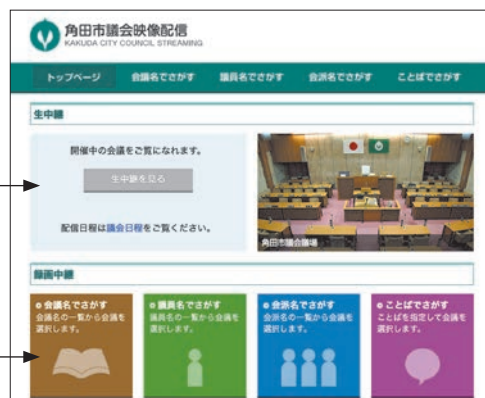 角田市議会映像配信
KAKUDA CITY COUNCIL STREAMING
トップページ 会議名でさがす 議員名でさがす 会派名でさがす ことばでさがす
生中継
開催中の会議をご覧になれます。
生中継を見る
配信日程は議会日程をご覧ください。
角田市議会議場
録画中継
会議名でさがす
会議名の一覧から会議を
選択します。
議員名でさがす
議員名の一覧から会議を
選択します。
会派名でさがす
会派名の一覧から会議を
選択します。
ことばでさがす
ことばを指定して会議を
選択します。